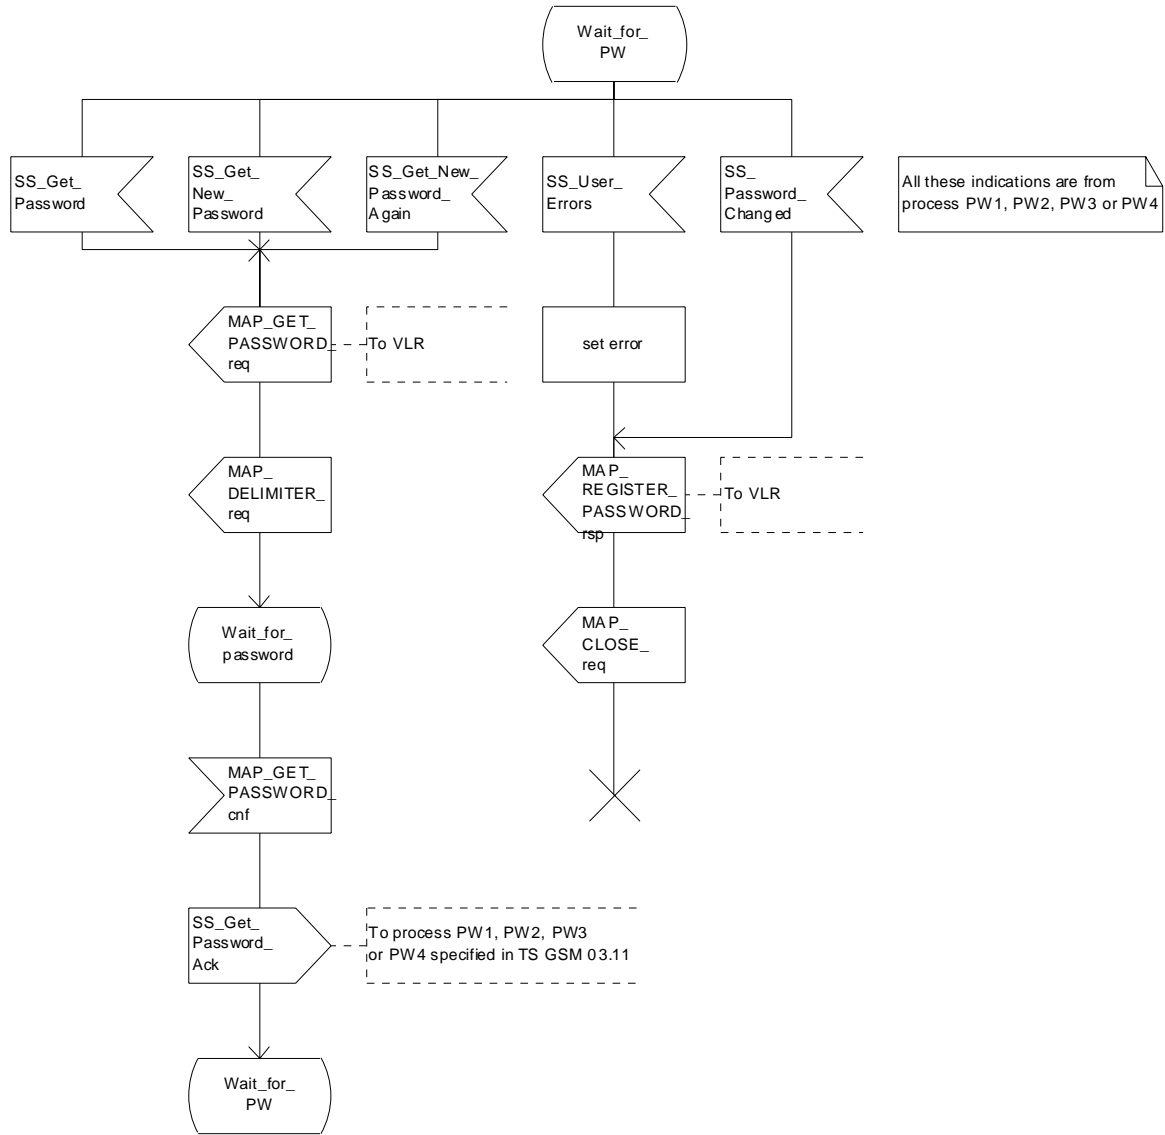 Wait_for_
PW
SS_Get_
Password
SS_Get_
New_
Password
SS_Get_New_
Password_
Again
SS_User_
Errors
SS_
Password_
Changed
All these indications are from
process PW1, PW2, PW3 or PW4
MAP_GET_
PASSWORD_
req
To VLR
set error
MAP_
DELIMITER_
req
MAP_
REGISTER_
PASSWORD_
rsp
To VLR
Wait_for_
password
MAP_
CLOSE_
req
MAP_GET_
PASSWORD_
cnf
SS_Get_
Password_
Ack
To process PW1, PW2, PW3
or PW4 specified in TS GSM 03.11
Wait_for_
PW